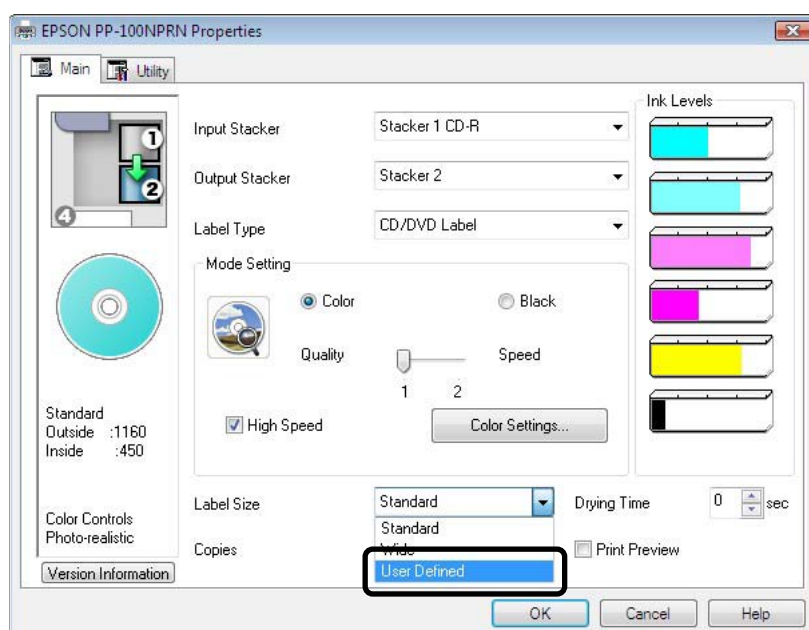 EPSON PP-100NPRN Properties
Main
Utility
1
2
4
Standard
Outside :1160
Inside :450
Color Controls
Photo-realistic
Version Information
Input Stacker Stacker 1 CD-R
Output Stacker Stacker 2
Label Type CD/DVD Label
Mode Setting
Color Black
Quality Speed
1 2
High Speed Color Settings...
Label Size Standard Drying Time 0 sec
Standard
Wide
User Defined
Copies Print Preview
Ink Levels
OK Cancel Help